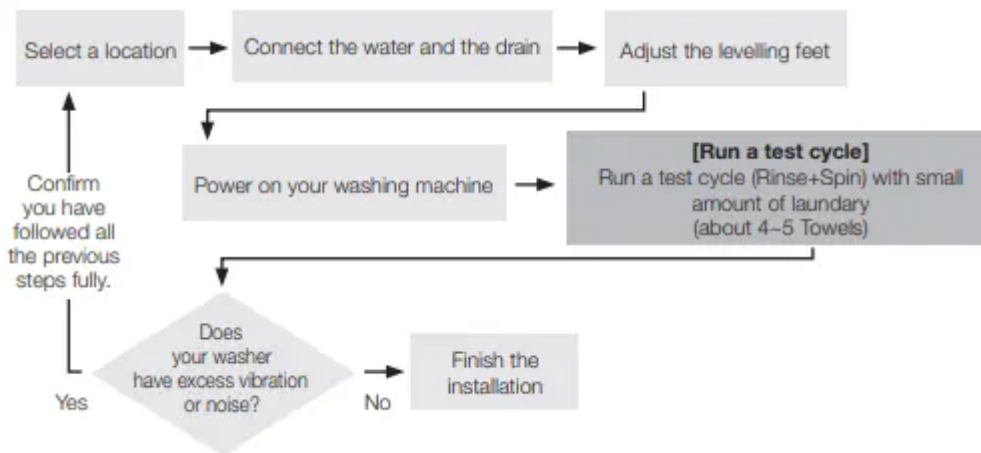 Select a location
Connect the water and the drain
Adjust the levelling feet
Power on your washing machine
[Run a test cycle]
Run a test cycle (Rinse+Spin) with small
amount of laundary
(about 4~5 Towels)
Confirm
you have
followed all
the previous
steps fully.
Does
your washer
have excess vibration
or noise?
Yes
No
Finish the
installation